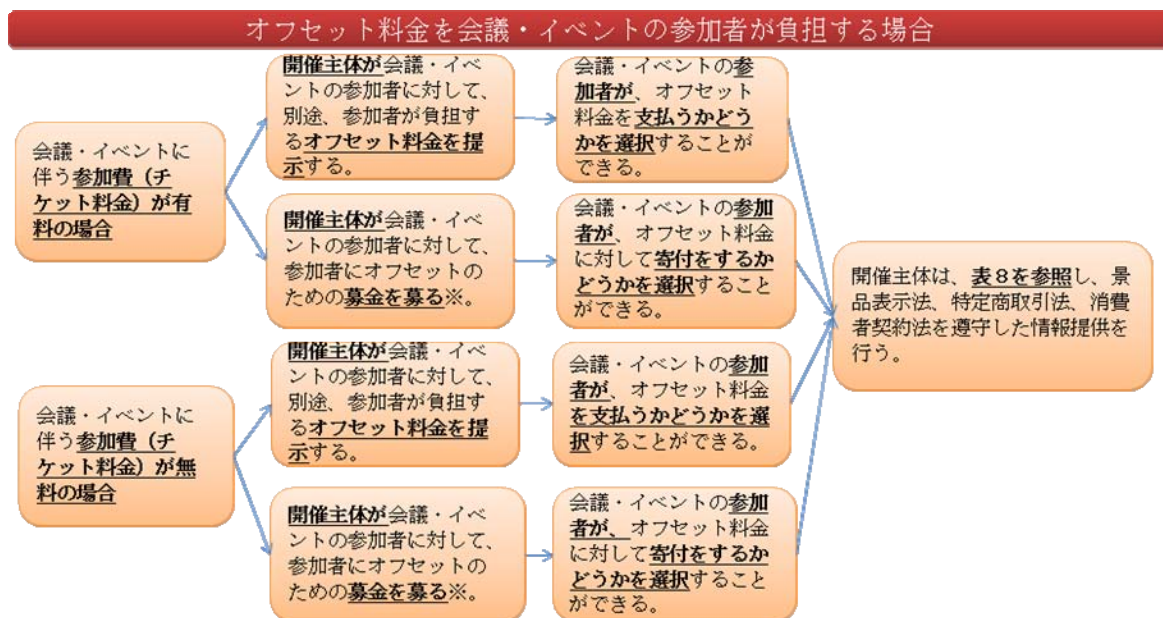 オフセット料金を会議・イベントの参加者が負担する場合
会議・イベントに
伴う参加費（チ
ケット料金）が有
料の場合
開催主体が会議・イベ
ントの参加者に対して、
別途、参加者が負担す
るオフセット料金を提
示する。
会議・イベントの参
加者が、オフセット
料金を支払うかどう
かを選択することが
できる。
開催主体が会議・イベ
ントの参加者に対して、
参加者にオフセットの
ための募金を募る※。
会議・イベントの参加
者が、オフセット料金
に対して寄付をするか
どうかを選択すること
ができる。
会議・イベントに
伴う参加費（チ
ケット料金）が無
料の場合
開催主体が会議・イベ
ントの参加者に対して、
別途、参加者が負担す
るオフセット料金を提
示する。
会議・イベントの参加
者が、オフセット料金
を支払うかどうかを選
択することができる。
開催主体が会議・イベ
ントの参加者に対して、
参加者にオフセットの
ための募金を募る※。
会議・イベントの参加
者が、オフセット料金
に対して寄付をするか
どうかを選択すること
ができる。
開催主体は、表８を参照し、景
品表示法、特定商取引法、消費
者契約法を遵守した情報提供を
行う。